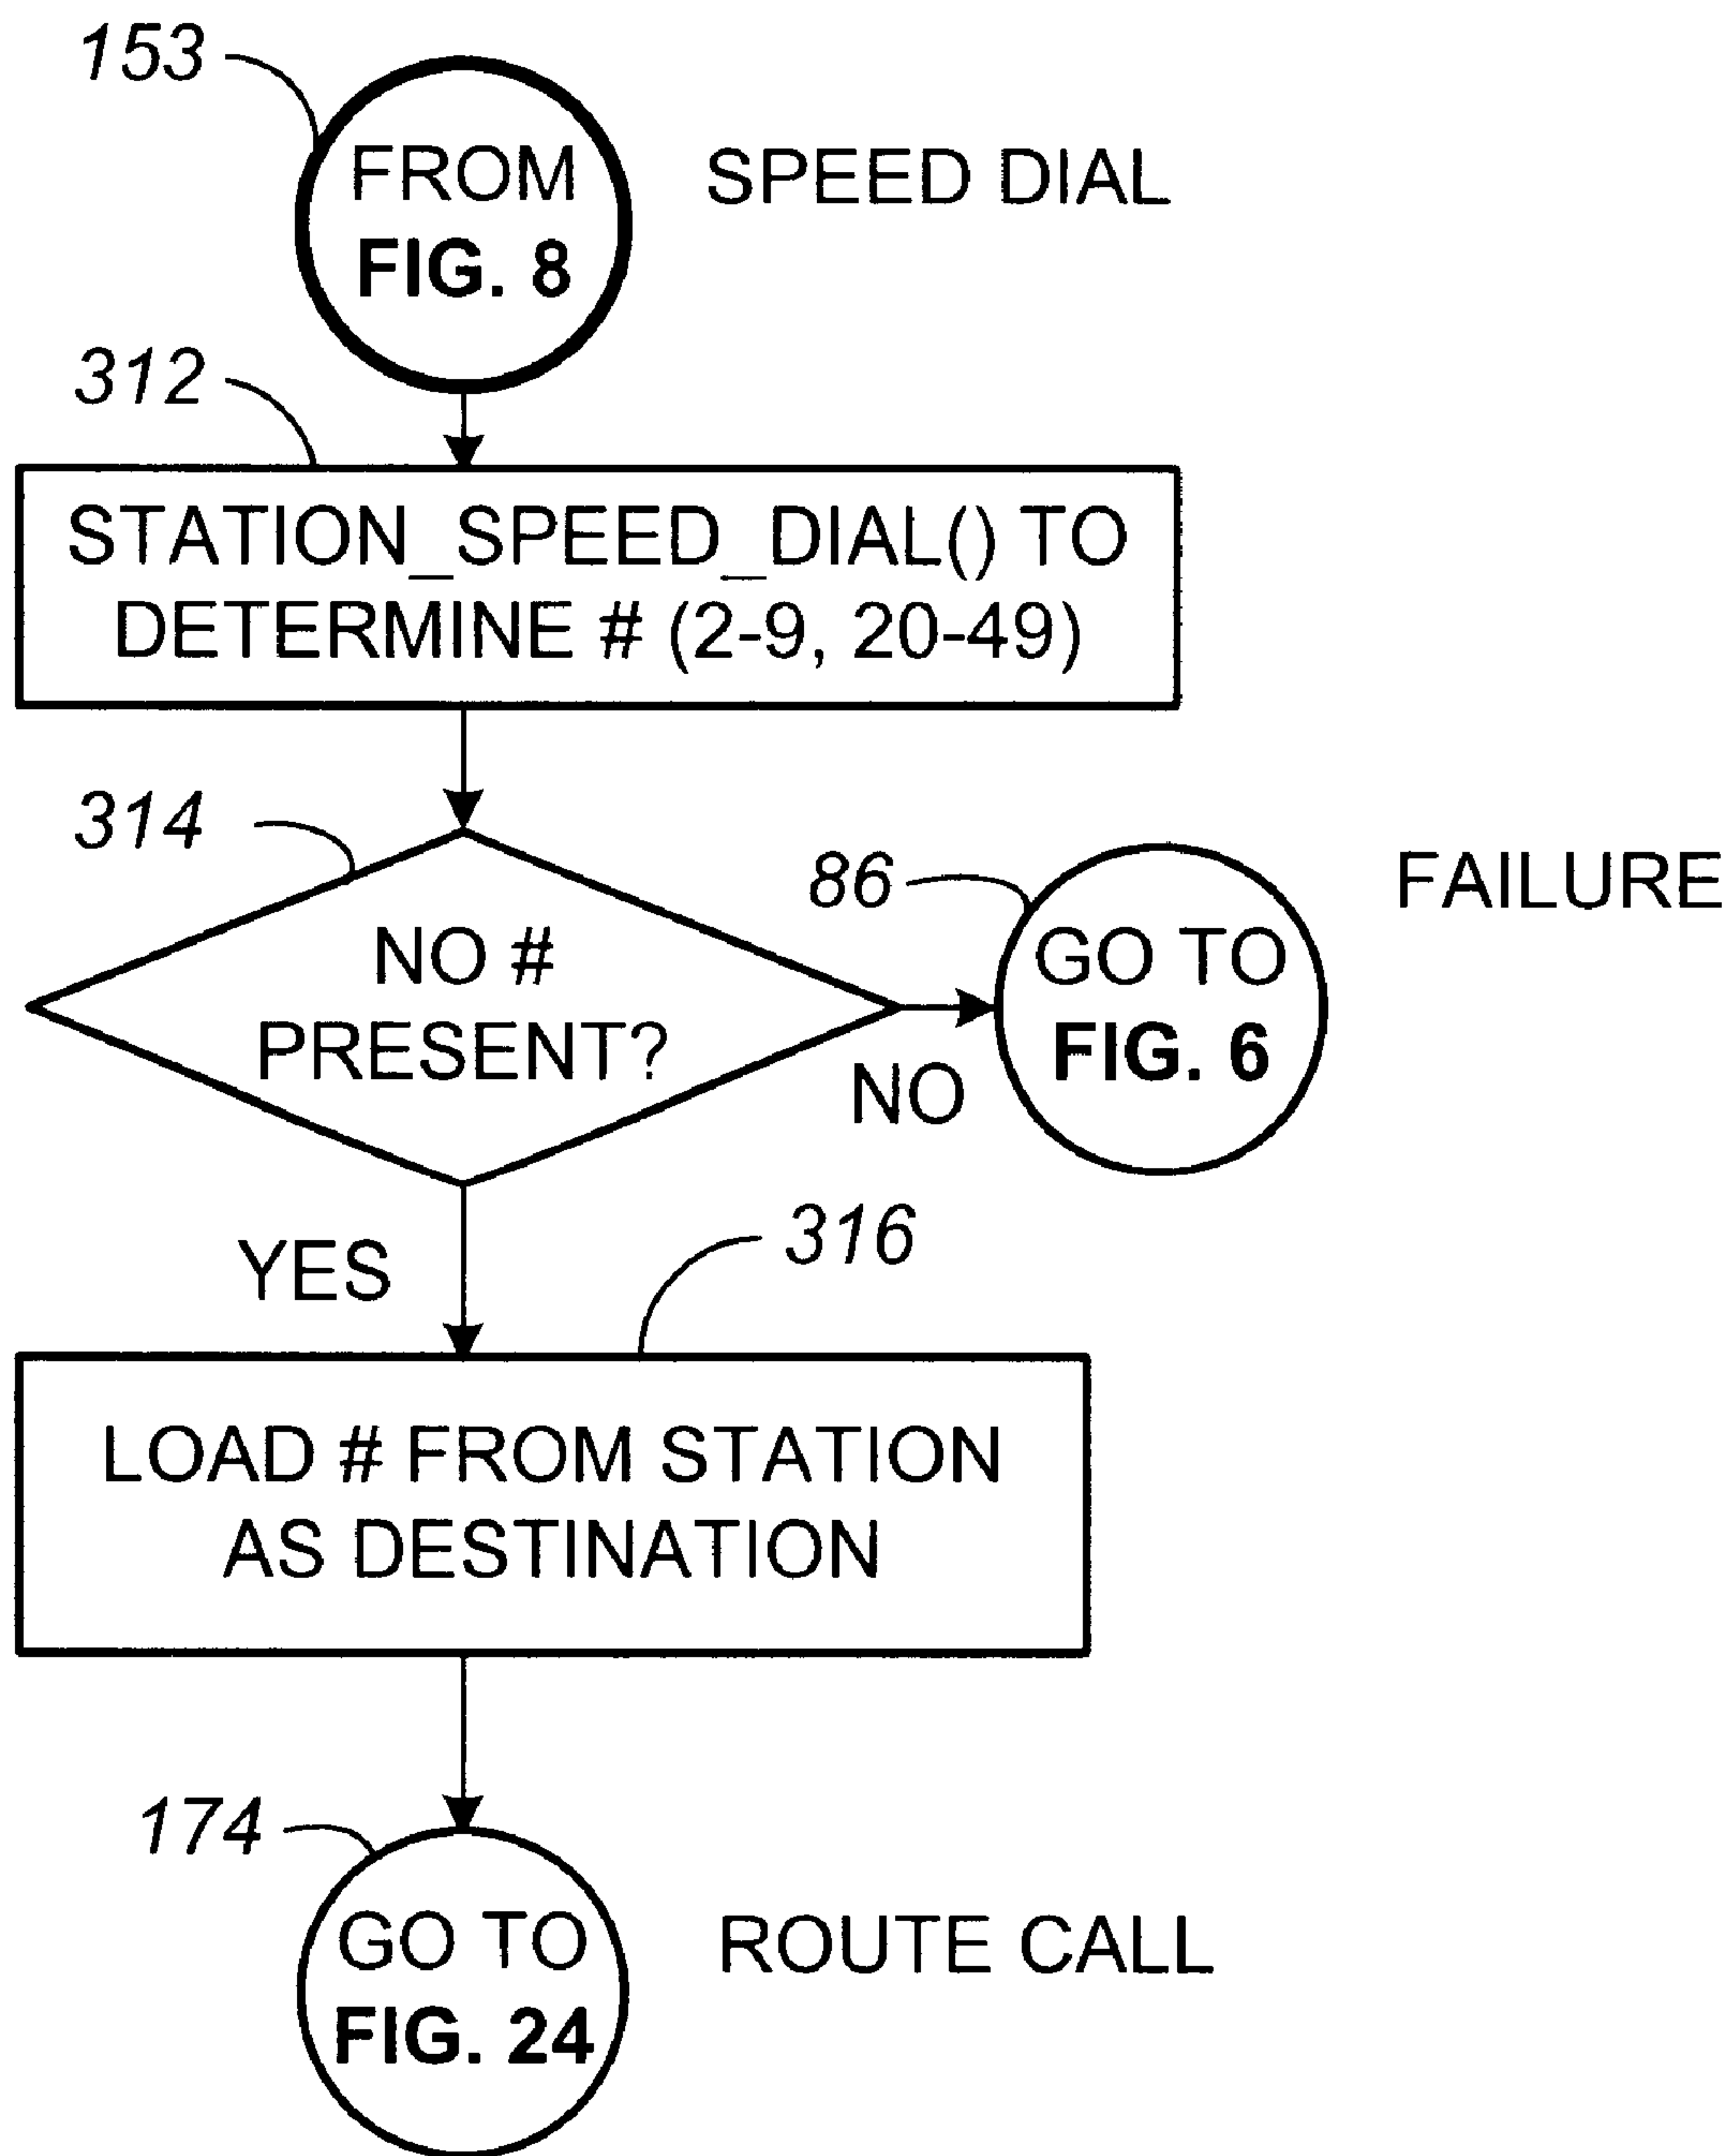 153
FROM
FIG. 8
SPEED DIAL
312
STATION_SPEED_DIAL() TO
DETERMINE # (2-9, 20-49)
314
NO #
PRESENT?
86
GO TO
FIG. 6
FAILURE
NO
YES
316
LOAD # FROM STATION
AS DESTINATION
174
GO TO
FIG. 24
ROUTE CALL